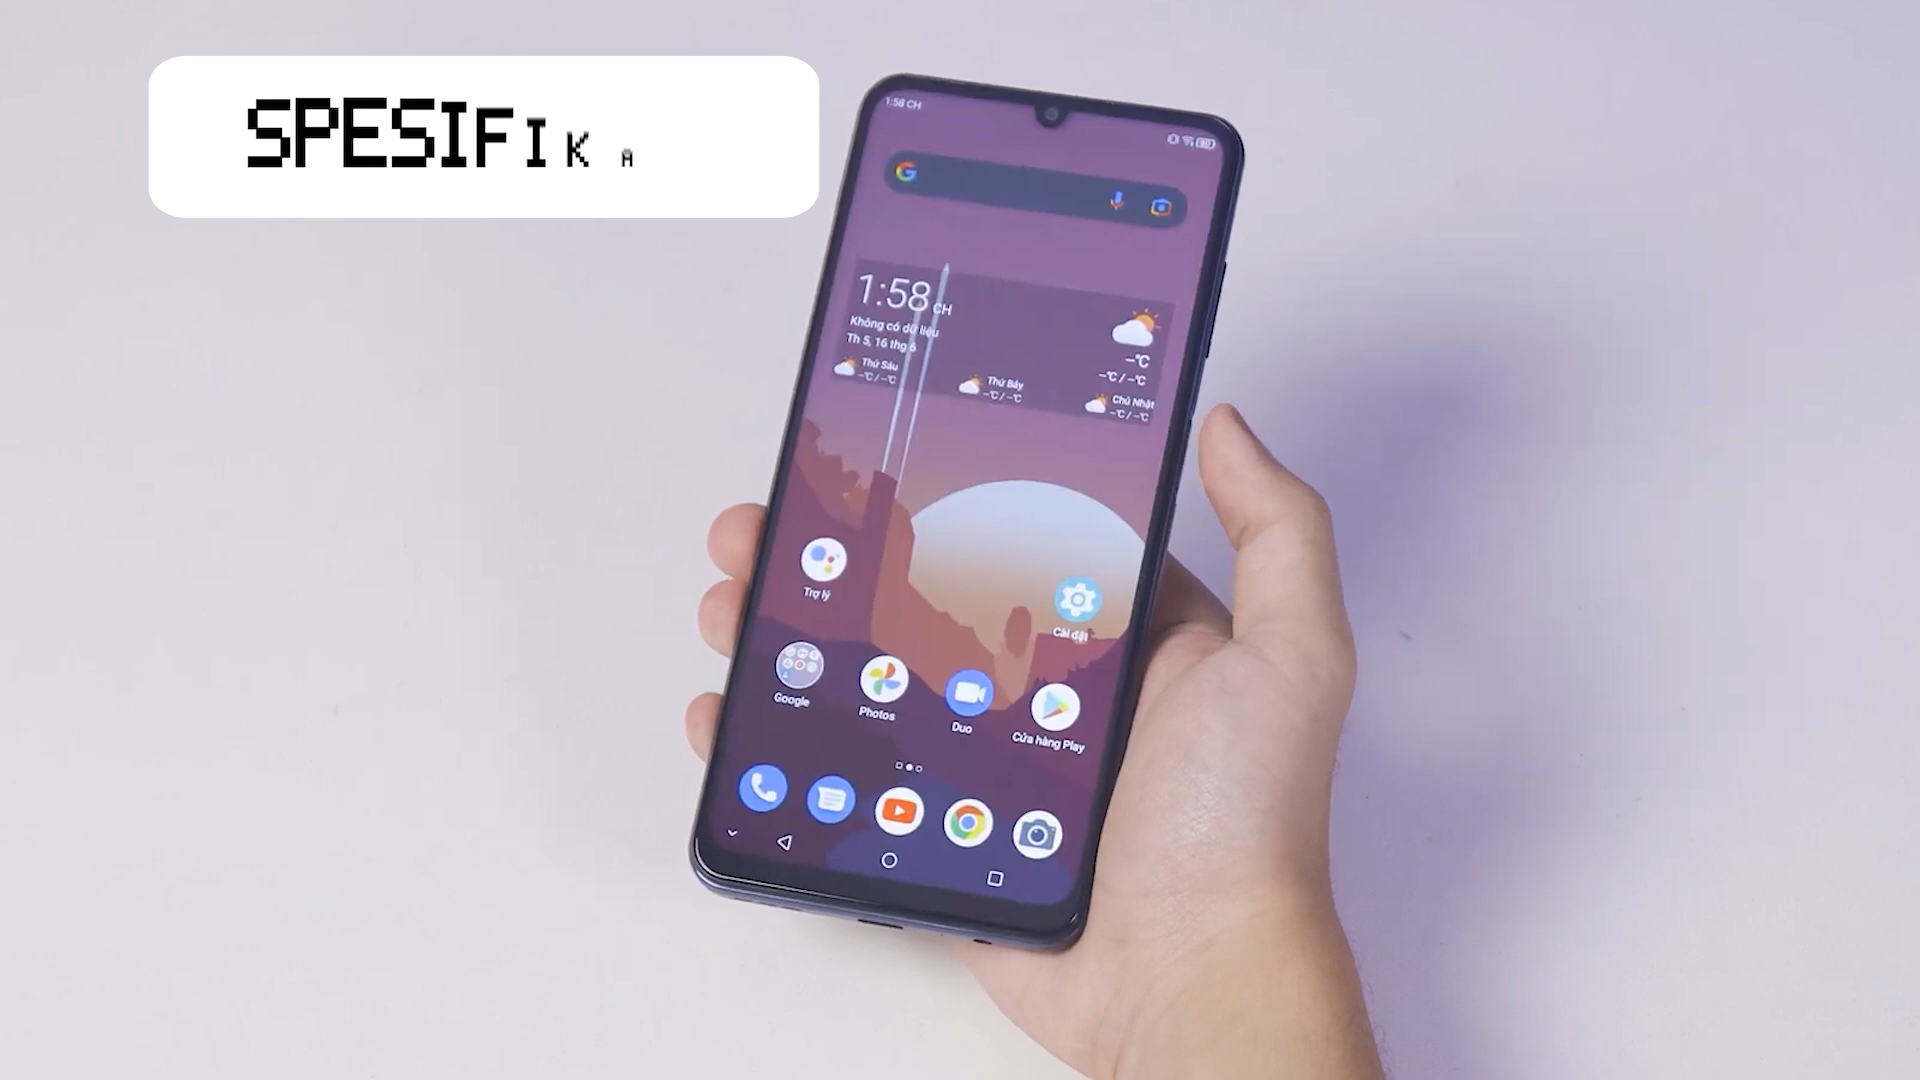 SPESIFIKA
1:58 CH
1:58 CH
Không có dữ liệu
Th 5, 16 thg 6
--°C
--°C / --°C
Thứ Sáu
--°C / --°C
Thứ Bảy
--°C / --°C
Chủ Nhật
--°C / --°C
Trợ lý
Cài đặt
Google
Photos
Duo
Cửa hàng Play